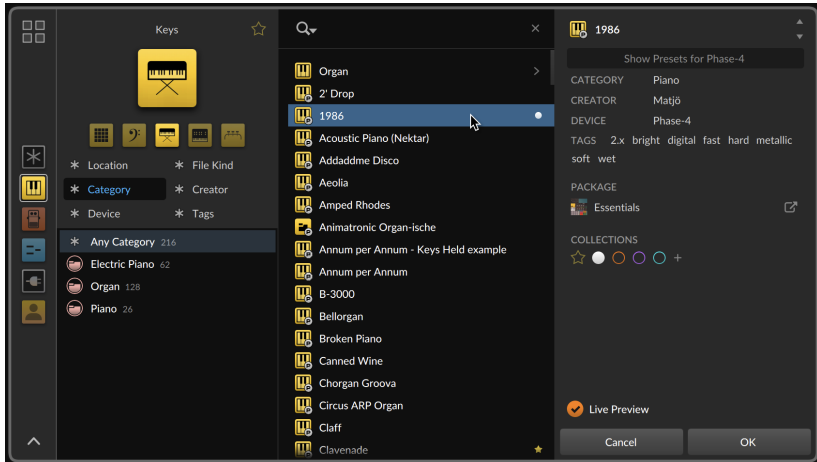 Keys
Location
File Kind
Category
Creator
Device
Tags
Any Category 216
Electric Piano 62
Organ 128
Piano 26
Organ
2' Drop
1986
Acoustic Piano (Nektar)
Addaddme Disco
Aeolia
Amped Rhodes
Animatronic Organ-ische
Annum per Annum - Keys Held example
Annum per Annum
B-3000
Bellorgan
Broken Piano
Canned Wine
Chorgan Groova
Circus ARP Organ
Claff
Clavenade
1986
Show Presets for Phase-4
CATEGORY Piano
CREATOR Matjö
DEVICE Phase-4
TAGS 2.x bright digital fast hard metallic
soft wet
PACKAGE
Essentials
COLLECTIONS
Live Preview
Cancel
OK